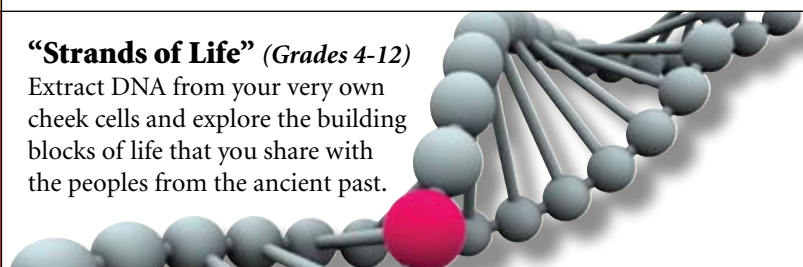 “Strands of Life” (Grades 4-12)
Extract DNA from your very own
cheek cells and explore the building
blocks of life that you share with
the peoples from the ancient past.